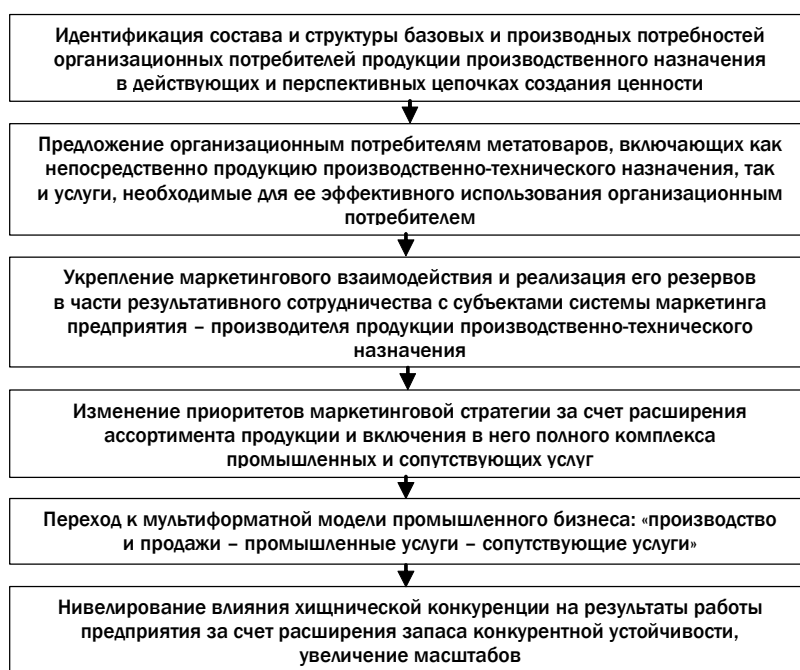 Идентификация состава и структуры базовых и производных потребностей
организационных потребителей продукции производственного назначения
в действующих и перспективных цепочках создания ценности
Предложение организационным потребителям метатоваров, включающих как
непосредственно продукцию производственно-технического назначения, так
и услуги, необходимые для ее эффективного использования организационным
потребителем
Укрепление маркетингового взаимодействия и реализация его резервов
в части результативного сотрудничества с субъектами системы маркетинга
предприятия – производителя продукции производственно-технического
назначения
Изменение приоритетов маркетинговой стратегии за счет расширения
ассортимента продукции и включения в него полного комплекса
промышленных и сопутствующих услуг
Переход к мультиформатной модели промышленного бизнеса: «производство
и продажи – промышленные услуги – сопутствующие услуги»
Нивелирование влияния хищнической конкуренции на результаты работы
предприятия за счет расширения запаса конкурентной устойчивости,
увеличение масштабов